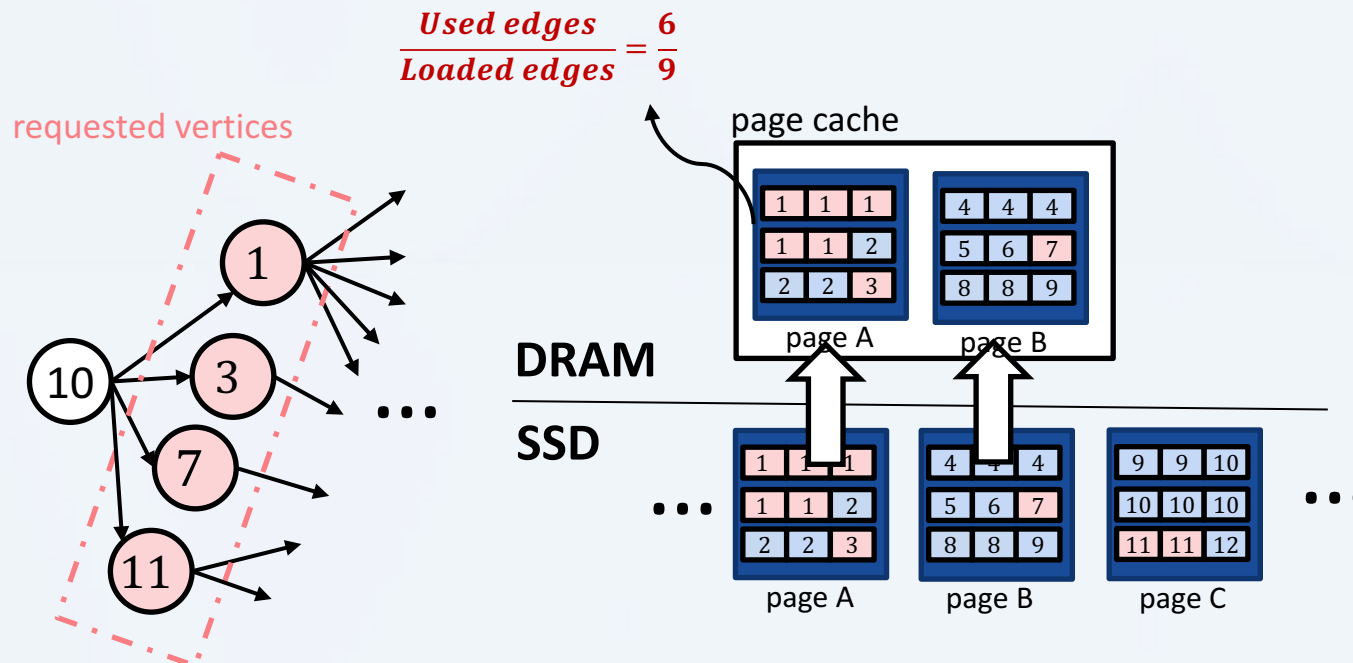 Used edges
Loaded edges
= 6
9
requested vertices
page cache
1 1 1
1 1 2
2 2 3
page A
4 4 4
5 6 7
8 8 9
page B
1
3
7
11
10
...
DRAM
SSD
...
1 1 1
1 1 2
2 2 3
page A
4 4 4
5 6 7
8 8 9
page B
9 9 10
10 10 10
11 11 12
page C
...